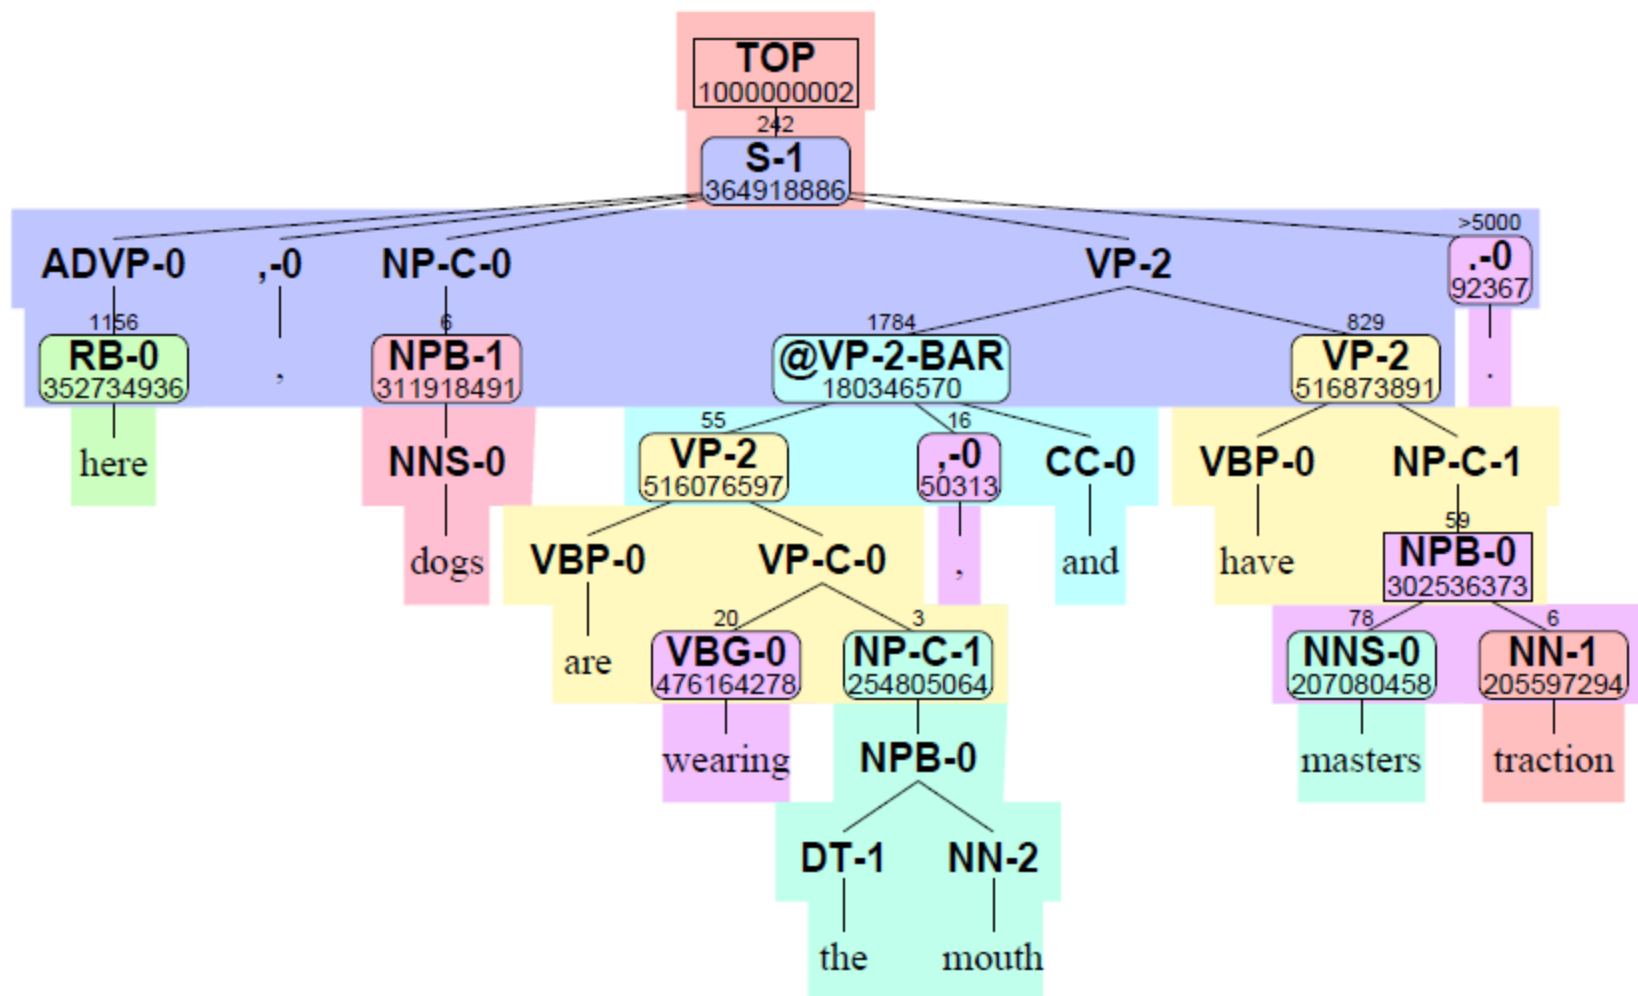 TOP
1000000002
242
S-1
364918886
>5000
ADVP-0 ,-0 NP-C-0 VP-2 .-0
92367
1156 6 1784 829
RB-0 , NPB-1 @VP-2-BAR VP-2 .
352734936 311918491 180346570 516873891
55 16
here NNS-0 VP-2 ,-0 CC-0 VBP-0 NP-C-1
516076597 50313
59
dogs VBP-0 VP-C-0 , and have NPB-0
302536373
20 3 78 6
are VBG-0 NP-C-1 NNS-0 NN-1
476164278 254805064 207080458 205597294
wearing NPB-0 masters traction
DT-1 NN-2
the mouth